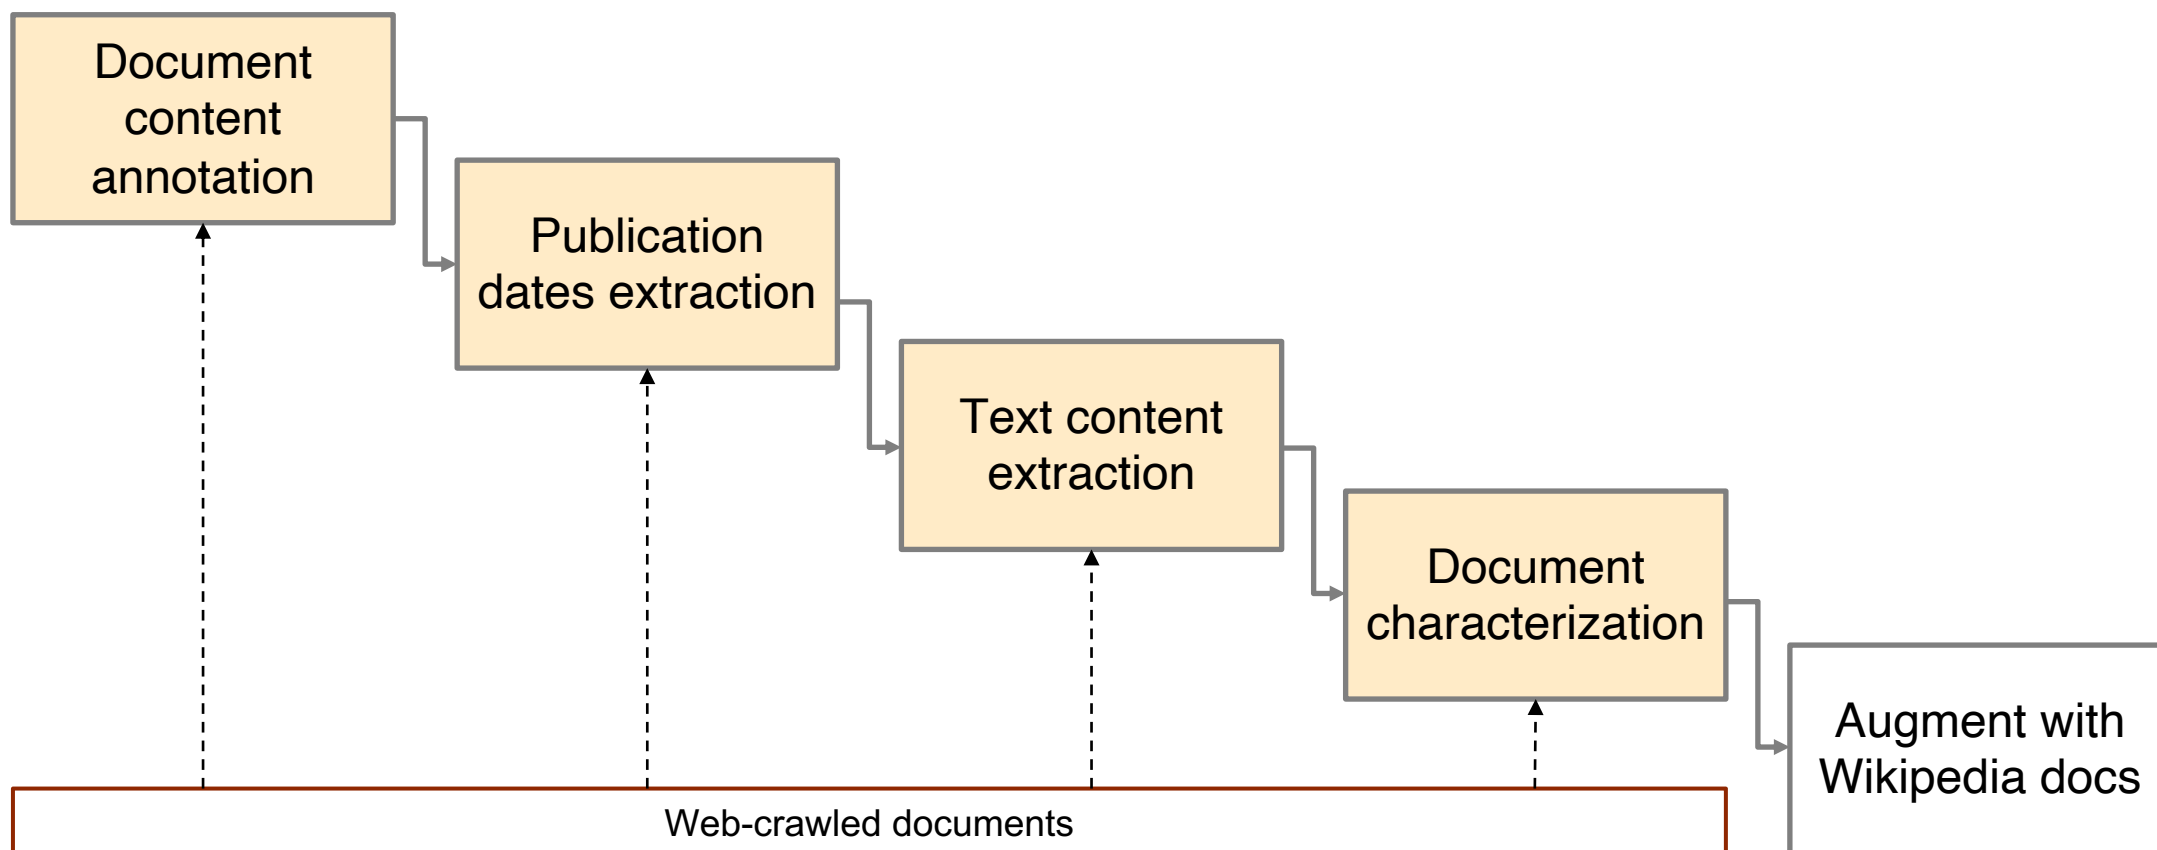 Document
content
annotation
Publication
dates extraction
Text content
extraction
Document
characterization
Augment with
Wikipedia docs
Web-crawled documents